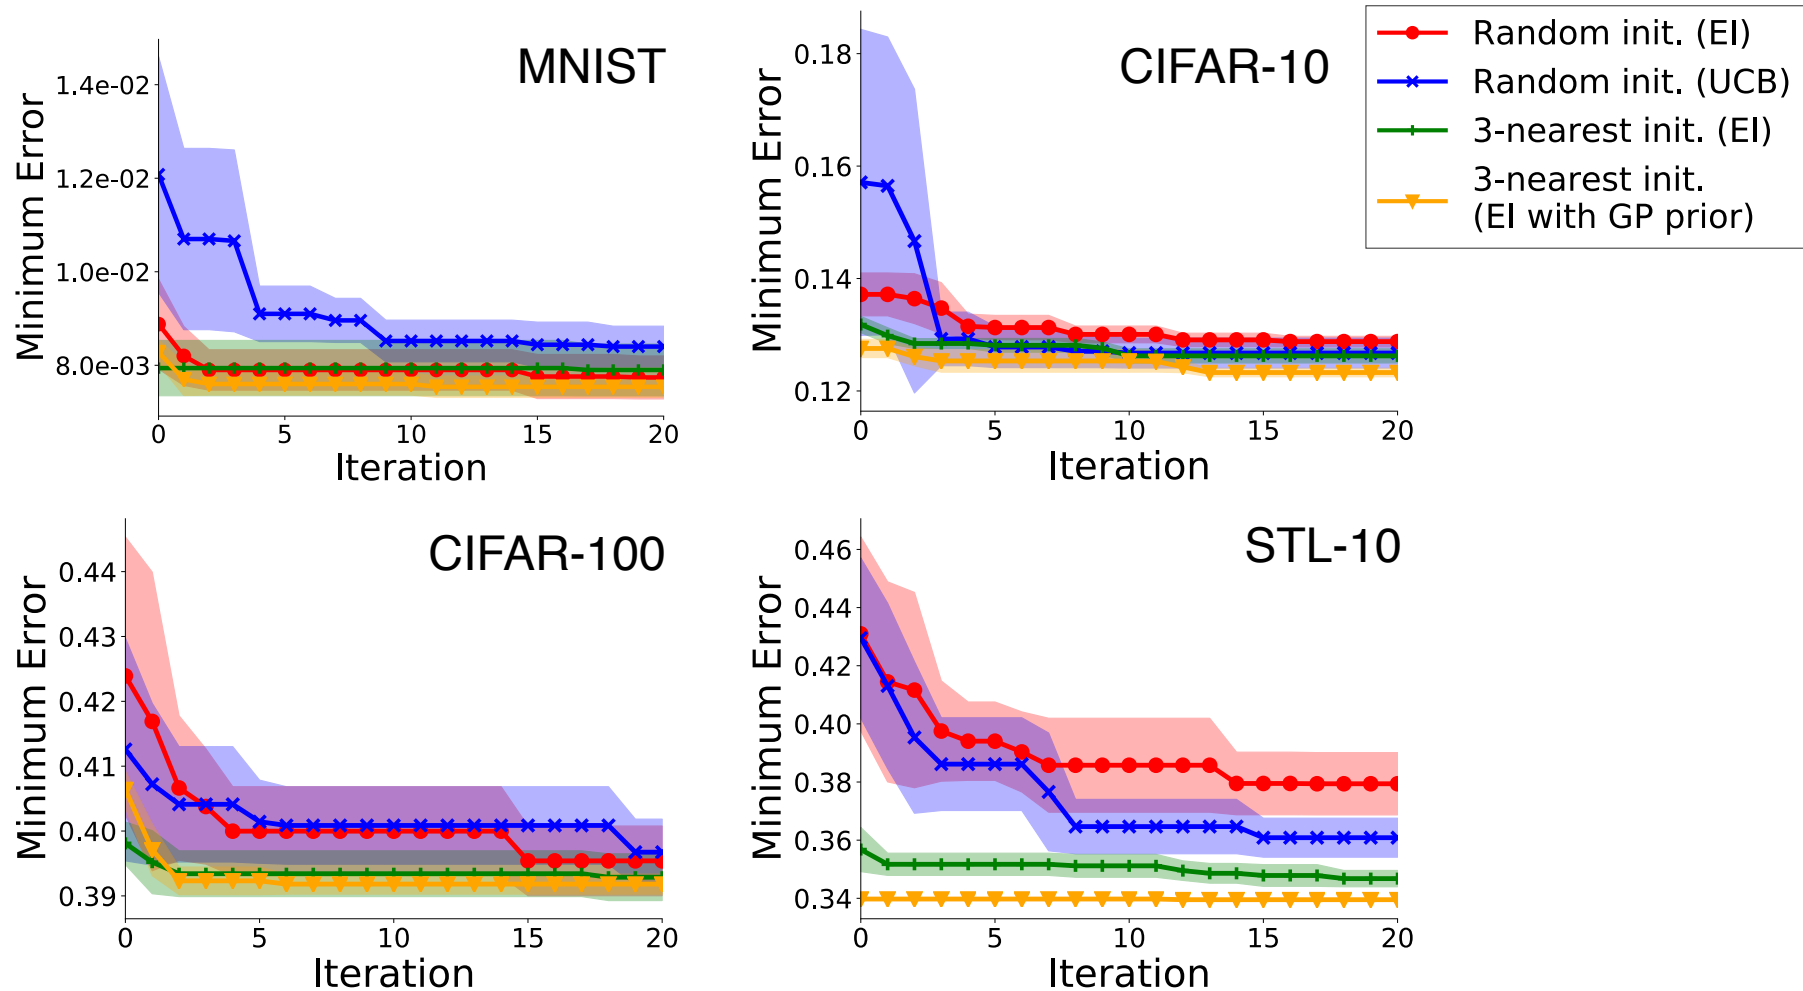 MNIST
Minimum Error
1.4e-02
1.2e-02
1.0e-02
8.0e-03
0 5 10 15 20
Iteration
CIFAR-10
Minimum Error
0.18
0.16
0.14
0.12
0 5 10 15 20
Iteration
Random init. (EI)
Random init. (UCB)
3-nearest init. (EI)
3-nearest init.
(EI with GP prior)
CIFAR-100
Minimum Error
0.44
0.43
0.42
0.41
0.40
0.39
0 5 10 15 20
Iteration
STL-10
Minimum Error
0.46
0.44
0.42
0.40
0.38
0.36
0.34
0 5 10 15 20
Iteration